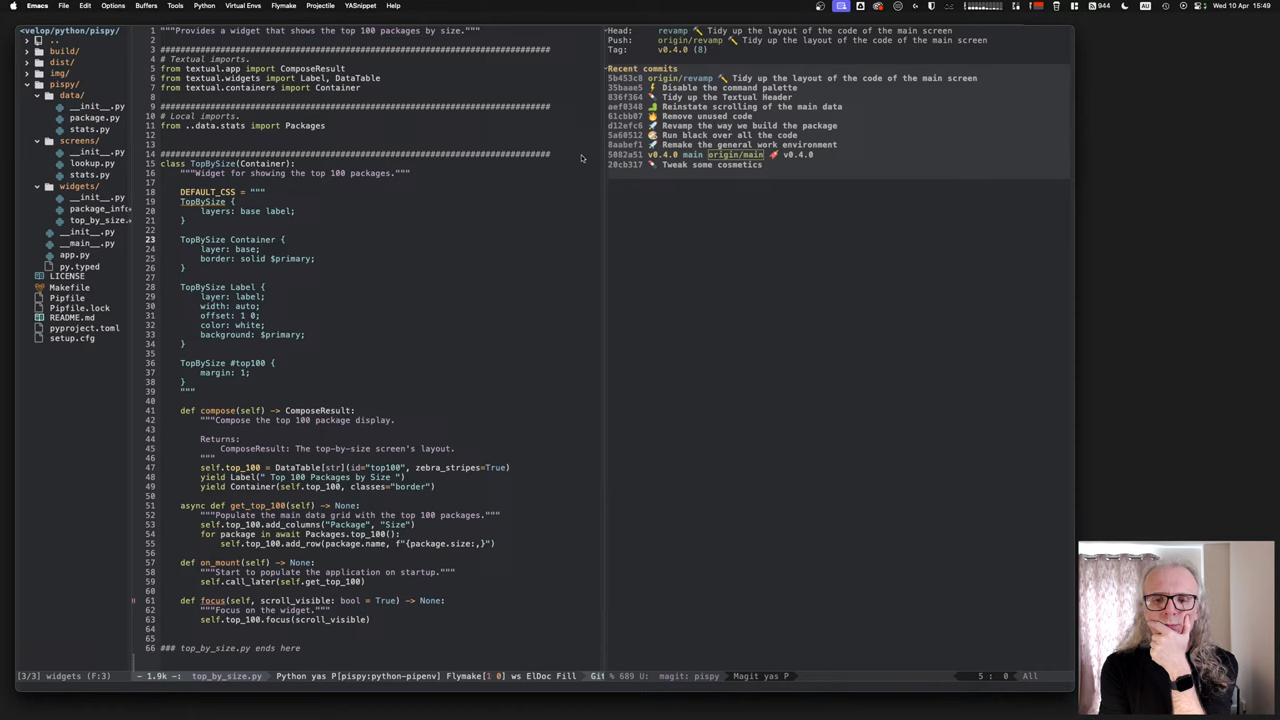 Emacs File Edit Options Buffers Tools Python Virtual Envs Flymake Projectile YASnippet Help
944 AU Wed 10 Apr 15:49
<velop/python/pispy/
..
build/
dist/
img/
pispy/
data/
__init__.py
package.py
stats.py
screens/
__init__.py
lookup.py
stats.py
widgets/
__init__.py
package_info
top_by_size.
__init__.py
__main__.py
app.py
py.typed
LICENSE
Makefile
Pipfile
Pipfile.lock
README.md
pyproject.toml
setup.cfg
1 """Provides a widget that shows the top 100 packages by size."""
2
3 ##############################################################################
4 # Textual imports.
5 from textual.app import ComposeResult
6 from textual.widgets import Label, DataTable
7 from textual.containers import Container
8
9 ##############################################################################
10 # Local imports.
11 from ..data.stats import Packages
12
13
14 ##############################################################################
15 class TopBySize(Container):
16 """Widget for showing the top 100 packages."""
17
18 DEFAULT_CSS = """
19 TopBySize {
20 layers: base label;
21 }
22
23 TopBySize Container {
24 layer: base;
25 border: solid $primary;
26 }
27
28 TopBySize Label {
29 layer: label;
30 width: auto;
31 offset: 1 0;
32 color: white;
33 background: $primary;
34 }
35
36 TopBySize #top100 {
37 margin: 1;
38 }
39 """
40
41 def compose(self) -> ComposeResult:
42 """Compose the top 100 package display.
43
44 Returns:
45 ComposeResult: The top-by-size screen's layout.
46 """
47 self.top_100 = DataTable[str](id="top100", zebra_stripes=True)
48 yield Label(" Top 100 Packages by Size ")
49 yield Container(self.top_100, classes="border")
50
51 async def get_top_100(self) -> None:
52 """Populate the main data grid with the top 100 packages."""
53 self.top_100.add_columns("Package", "Size")
54 for package in await Packages.top_100():
55 self.top_100.add_row(package.name, f"{package.size:,}")
56
57 def on_mount(self) -> None:
58 """Start to populate the application on startup."""
59 self.call_later(self.get_top_100)
60
61 def focus(self, scroll_visible: bool = True) -> None:
62 """Focus on the widget."""
63 self.top_100.focus(scroll_visible)
64
65
66 ### top_by_size.py ends here
Head: revamp 🔨 Tidy up the layout of the code of the main screen
Push: origin/revamp 🔨 Tidy up the layout of the code of the main screen
Tag: v0.4.0 (8)
Recent commits
5b453c8 origin/revamp 🔨 Tidy up the layout of the code of the main screen
35baae5 ⚡ Disable the command palette
836f364 💄 Tidy up the Textual Header
aef0348 🐛 Reinstate scrolling of the main data
61cbb07 🔥 Remove unused code
d12efc6 🚀 Revamp the way we build the package
5a60512 🎨 Run black over all the code
8aabef1 🚀 Remake the general work environment
5082a51 v0.4.0 main origin/main 🚀 v0.4.0
20cb317 💄 Tweak some cosmetics
[3/3] widgets (F:3)
- 1.9k -: top_by_size.py Python yas P[pispy:python-pipenv] Flymake[1 0] ws ElDoc Fill Git
% 689 U: magit: pispy Magit yas P 5 : 0 All